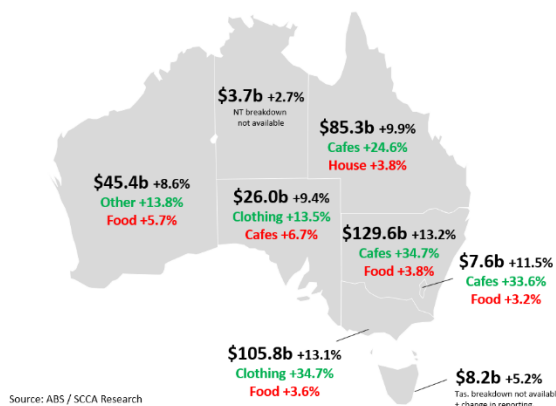 $3.7b +2.7%
NT breakdown
not available
$85.3b +9.9%
Cafes +24.6%
House +3.8%
$45.4b +8.6%
Other +13.8%
Food +5.7%
$26.0b +9.4%
Clothing +13.5%
Cafes +6.7%
$129.6b +13.2%
Cafes +34.7%
Food +3.8%
$7.6b +11.5%
Cafes +33.6%
Food +3.2%
$105.8b +13.1%
Clothing +34.7%
Food +3.6%
$8.2b +5.2%
Tas. breakdown not availabl
+ change in reporting
Source: ABS / SCCA Research